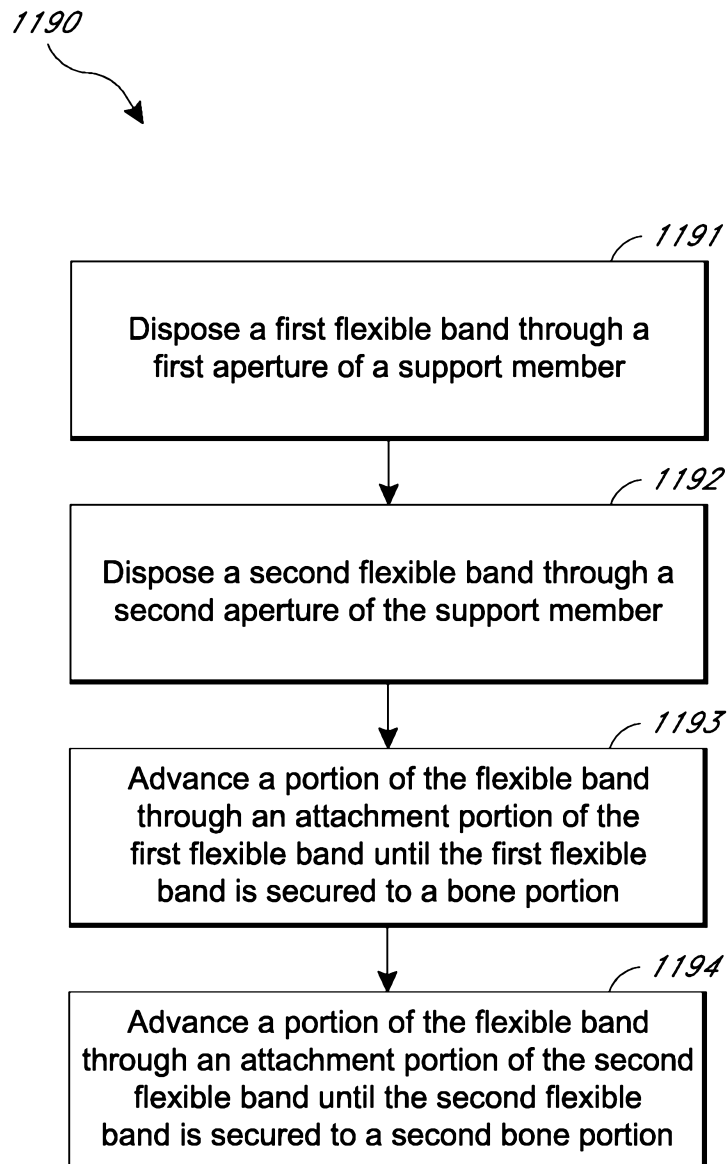 1190
1191
Dispose a first flexible band through a
first aperture of a support member
1192
Dispose a second flexible band through a
second aperture of the support member
1193
Advance a portion of the flexible band
through an attachment portion of the
first flexible band until the first flexible
band is secured to a bone portion
1194
Advance a portion of the flexible band
through an attachment portion of the second
flexible band until the second flexible
band is secured to a second bone portion